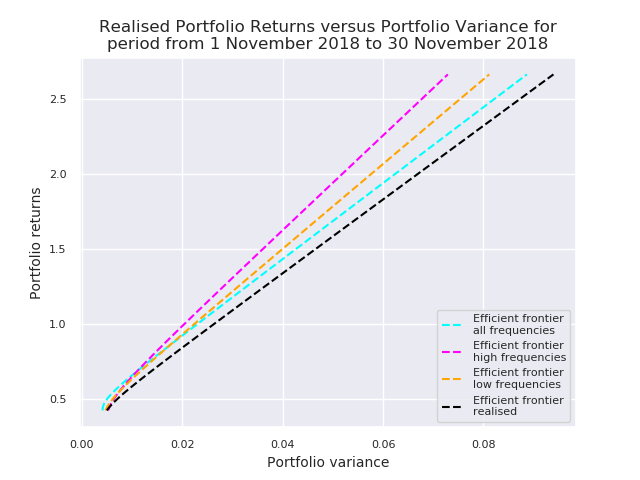 Realised Portfolio Returns versus Portfolio Variance for
period from 1 November 2018 to 30 November 2018
Portfolio returns
2.5
2.0
1.5
1.0
0.5
0.00
0.02
0.04
0.06
0.08
Portfolio variance
Efficient frontier
all frequencies
Efficient frontier
high frequencies
Efficient frontier
low frequencies
Efficient frontier
realised